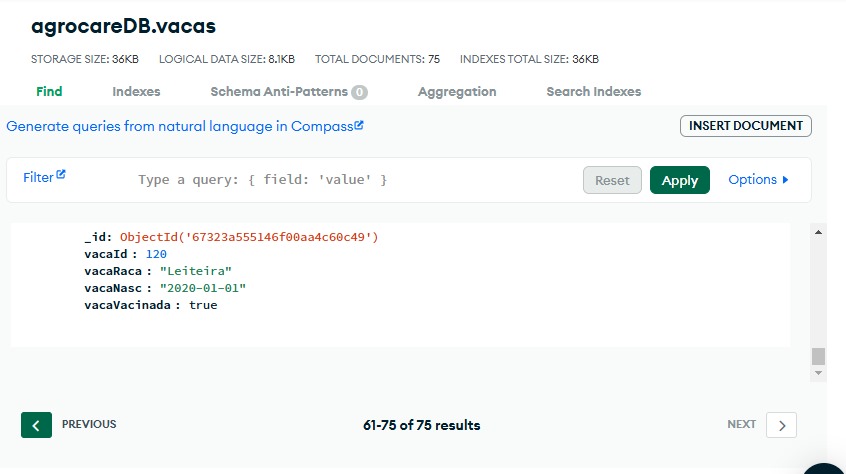 agrocareDB.vacas
STORAGE SIZE: 36KB LOGICAL DATA SIZE: 8.1KB TOTAL DOCUMENTS: 75 INDEXES TOTAL SIZE: 36KB
Find Indexes Schema Anti-Patterns 0 Aggregation Search Indexes
Generate queries from natural language in Compass INSERT DOCUMENT
Filter Type a query: { field: 'value' } Reset Apply Options
_id: ObjectId('67323a555146f00aa4c60c49')
vacaId : 120
vacaRaca : "Leiteira"
vacaNasc : "2020-01-01"
vacaVacinada : true
PREVIOUS 61-75 of 75 results NEXT